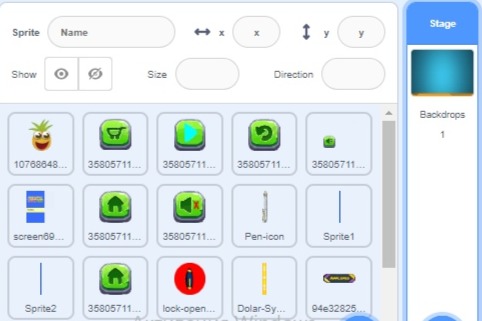 Sprite Name x x y y Stage
Show Size Direction
Backdrops
1
10768648... 35805711... 35805711... 35805711... 35805711...
screen69... 35805711... 35805711... Pen-icon Sprite1
Sprite2 35805711... lock-open... Dolar-Sy... 94e32825...